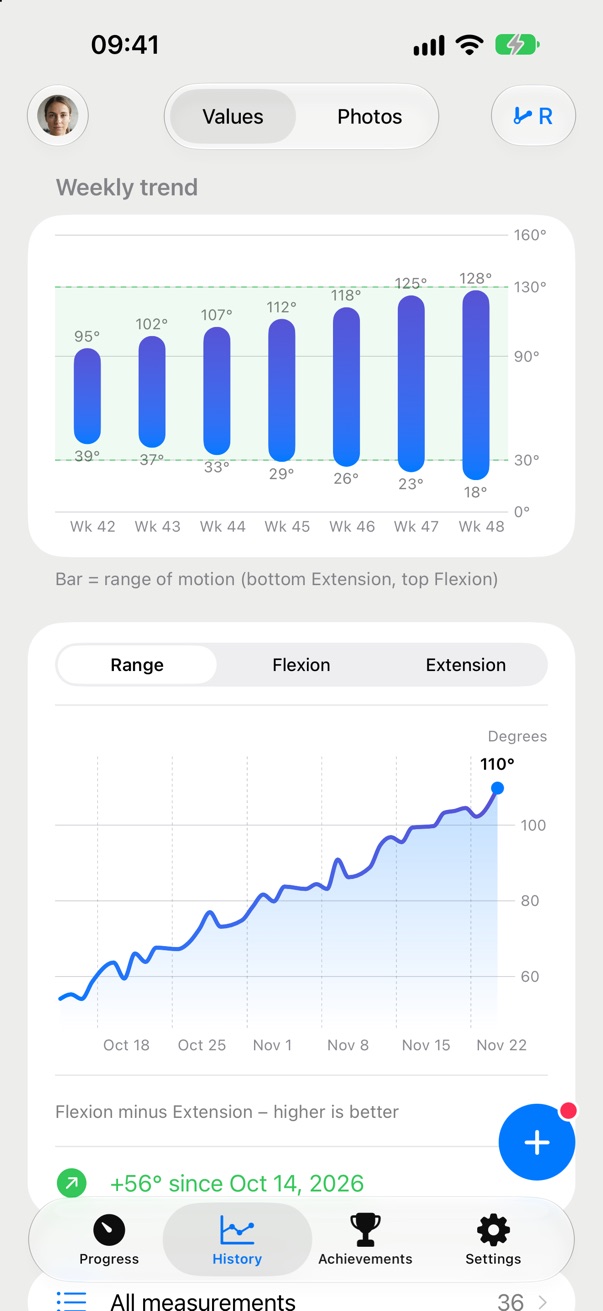 09:41
Values Photos R
Weekly trend
160°
130°
90°
30°
0°
95° 102° 107° 112° 118° 125° 128°
39° 37° 33° 29° 26° 23° 18°
Wk 42 Wk 43 Wk 44 Wk 45 Wk 46 Wk 47 Wk 48
Bar = range of motion (bottom Extension, top Flexion)
Range Flexion Extension
Degrees
110°
100
80
60
Oct 18 Oct 25 Nov 1 Nov 8 Nov 15 Nov 22
Flexion minus Extension – higher is better
+56° since Oct 14, 2026
Progress History Achievements Settings
All measurements 36